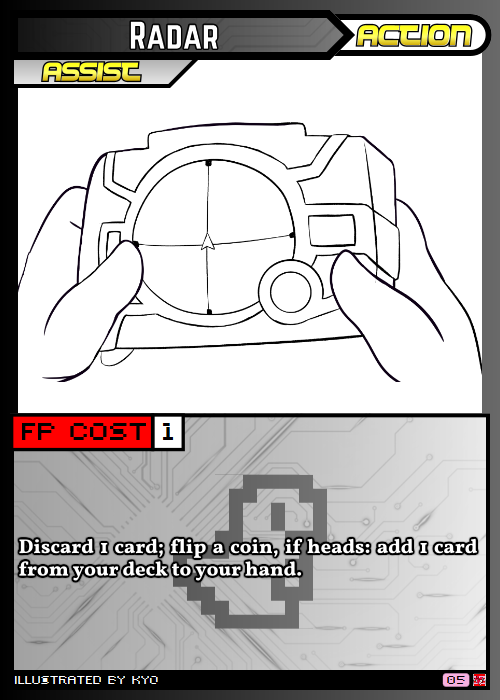 Radar
ACTION
ASSIST
FP COST 1
Discard 1 card; flip a coin, if heads: add 1 card
from your deck to your hand.
ILLUSTRATED BY KYO
05